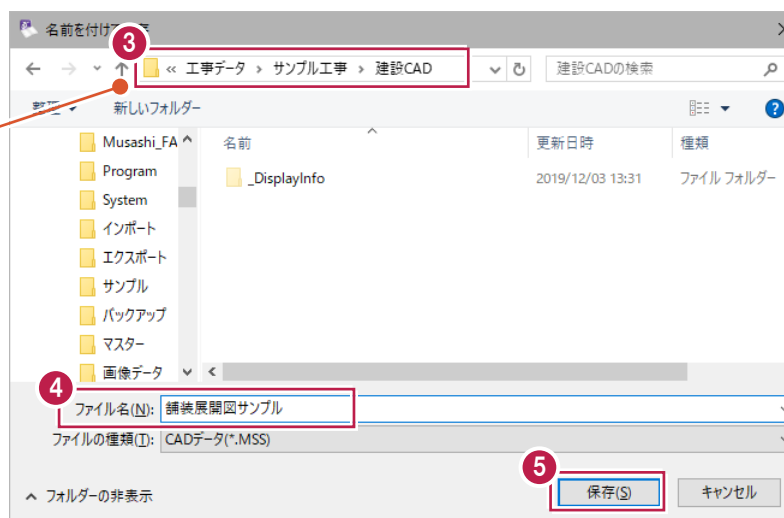 名前を付けて 存
3
« 工事データ › サンプル工事 › 建設CAD
建設CADの検索
整理
新しいフォルダー
?
名前
更新日時
種類
_DisplayInfo
2019/12/03 13:31
ファイル フォルダー
Musashi_FA
Program
System
インポート
エクスポート
サンプル
バックアップ
マスター
画像データ
4
ファイル名(N): 舗装展開図サンプル
ファイルの種類(T): CADデータ(*.MSS)
5
フォルダーの非表示
保存(S)
キャンセル